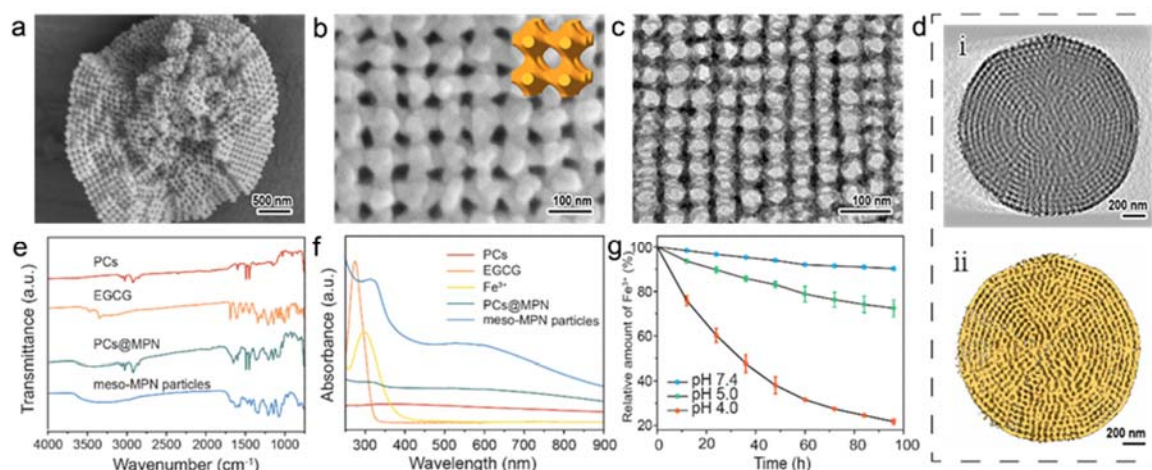 a
500 nm
b
100 nm
c
100 nm
d
i
200 nm
ii
200 nm
e
PCs
EGCG
PCs@MPN
meso-MPN particles
Transmittance (a.u.)
4000 3500 3000 2500 2000 1500 1000
Wavenumber (cm⁻¹)
f
PCs
EGCG
Fe³⁺
PCs@MPN
meso-MPN particles
Absorbance (a.u.)
300 400 500 600 700 800 900
Wavelength (nm)
g
Relative amount of Fe³⁺ (%)
100
80
60
40
20
pH 7.4
pH 5.0
pH 4.0
0 20 40 60 80 100
Time (h)